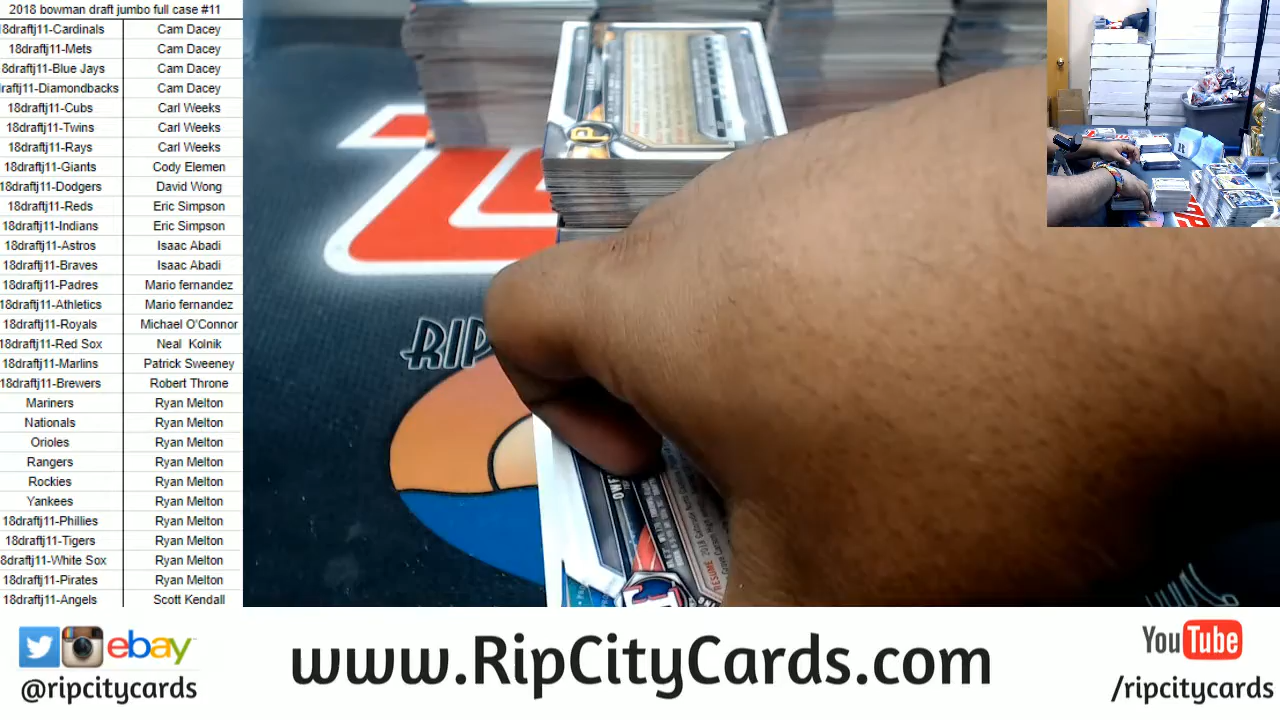 2018 bowman draft jumbo full case #11
18draftj11-Cardinals Cam Dacey
18draftj11-Mets Cam Dacey
8draftj11-Blue Jays Cam Dacey
raftj11-Diamondbacks Cam Dacey
18draftj11-Cubs Carl Weeks
18draftj11-Twins Carl Weeks
18draftj11-Rays Carl Weeks
18draftj11-Giants Cody Elemen
18draftj11-Dodgers David Wong
18draftj11-Reds Eric Simpson
18draftj11-Indians Eric Simpson
18draftj11-Astros Isaac Abadi
18draftj11-Braves Isaac Abadi
18draftj11-Padres Mario fernandez
18draftj11-Athletics Mario fernandez
18draftj11-Royals Michael O'Connor
18draftj11-Red Sox Neal Kolnik
18draftj11-Marlins Patrick Sweeney
18draftj11-Brewers Robert Throne
Mariners Ryan Melton
Nationals Ryan Melton
Orioles Ryan Melton
Rangers Ryan Melton
Rockies Ryan Melton
Yankees Ryan Melton
18draftj11-Phillies Ryan Melton
18draftj11-Tigers Ryan Melton
8draftj11-White Sox Ryan Melton
18draftj11-Pirates Ryan Melton
18draftj11-Angels Scott Kendall
RIP
RESUME
ebay
@ripcitycards
www.RipCityCards.com
YouTube
/ripcitycards